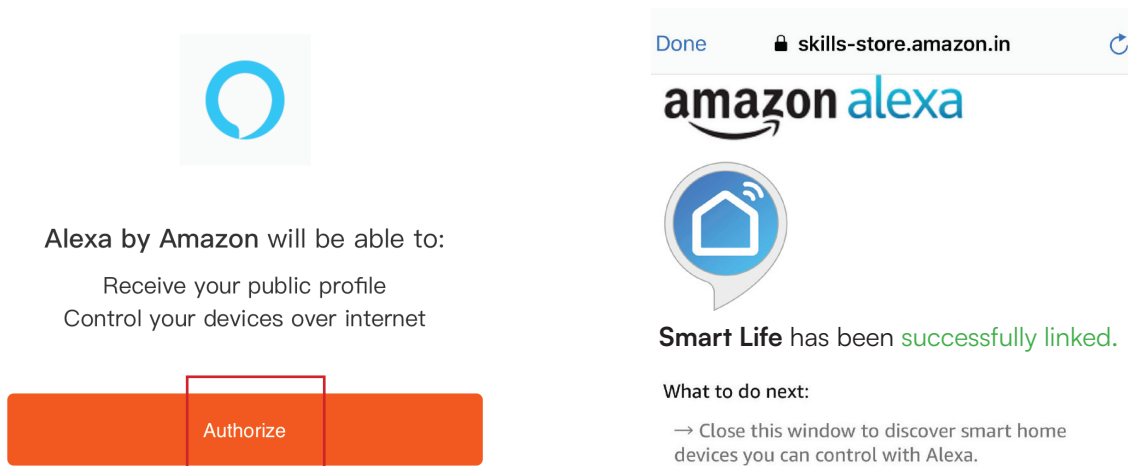 Alexa by Amazon will be able to:
Receive your public profile
Control your devices over internet
Authorize
Done
skills-store.amazon.in
amazon alexa
Smart Life has been successfully linked.
What to do next:
→ Close this window to discover smart home
devices you can control with Alexa.